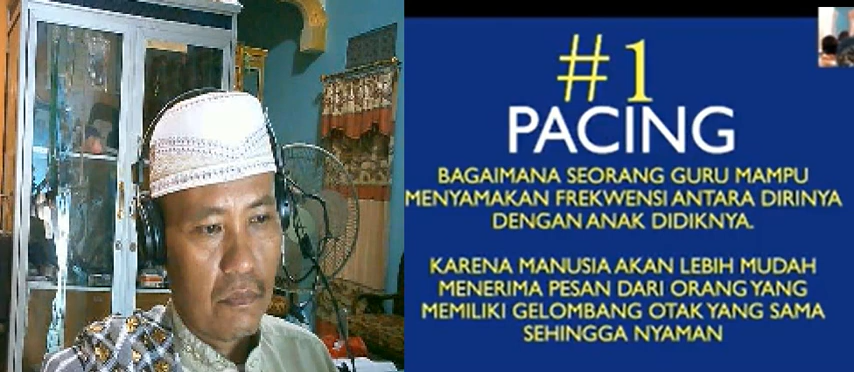 #1
PACING
BAGAIMANA SEORANG GURU MAMPU
MENYAMAKAN FREKWENSI ANTARA DIRINYA
DENGAN ANAK DIDIKNYA.
KARENA MANUSIA AKAN LEBIH MUDAH
MENERIMA PESAN DARI ORANG YANG
MEMILIKI GELOMBANG OTAK YANG SAMA
SEHINGGA NYAMAN